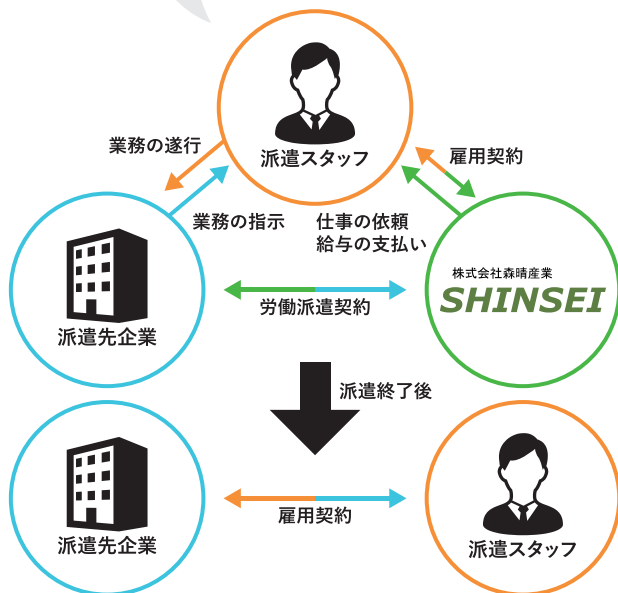 派遣スタッフ
業務の遂行
雇用契約
業務の指示
仕事の依頼
給与の支払い
株式会社森晴産業
SHINSEI
派遣先企業
労働派遣契約
派遣終了後
派遣先企業
雇用契約
派遣スタッフ